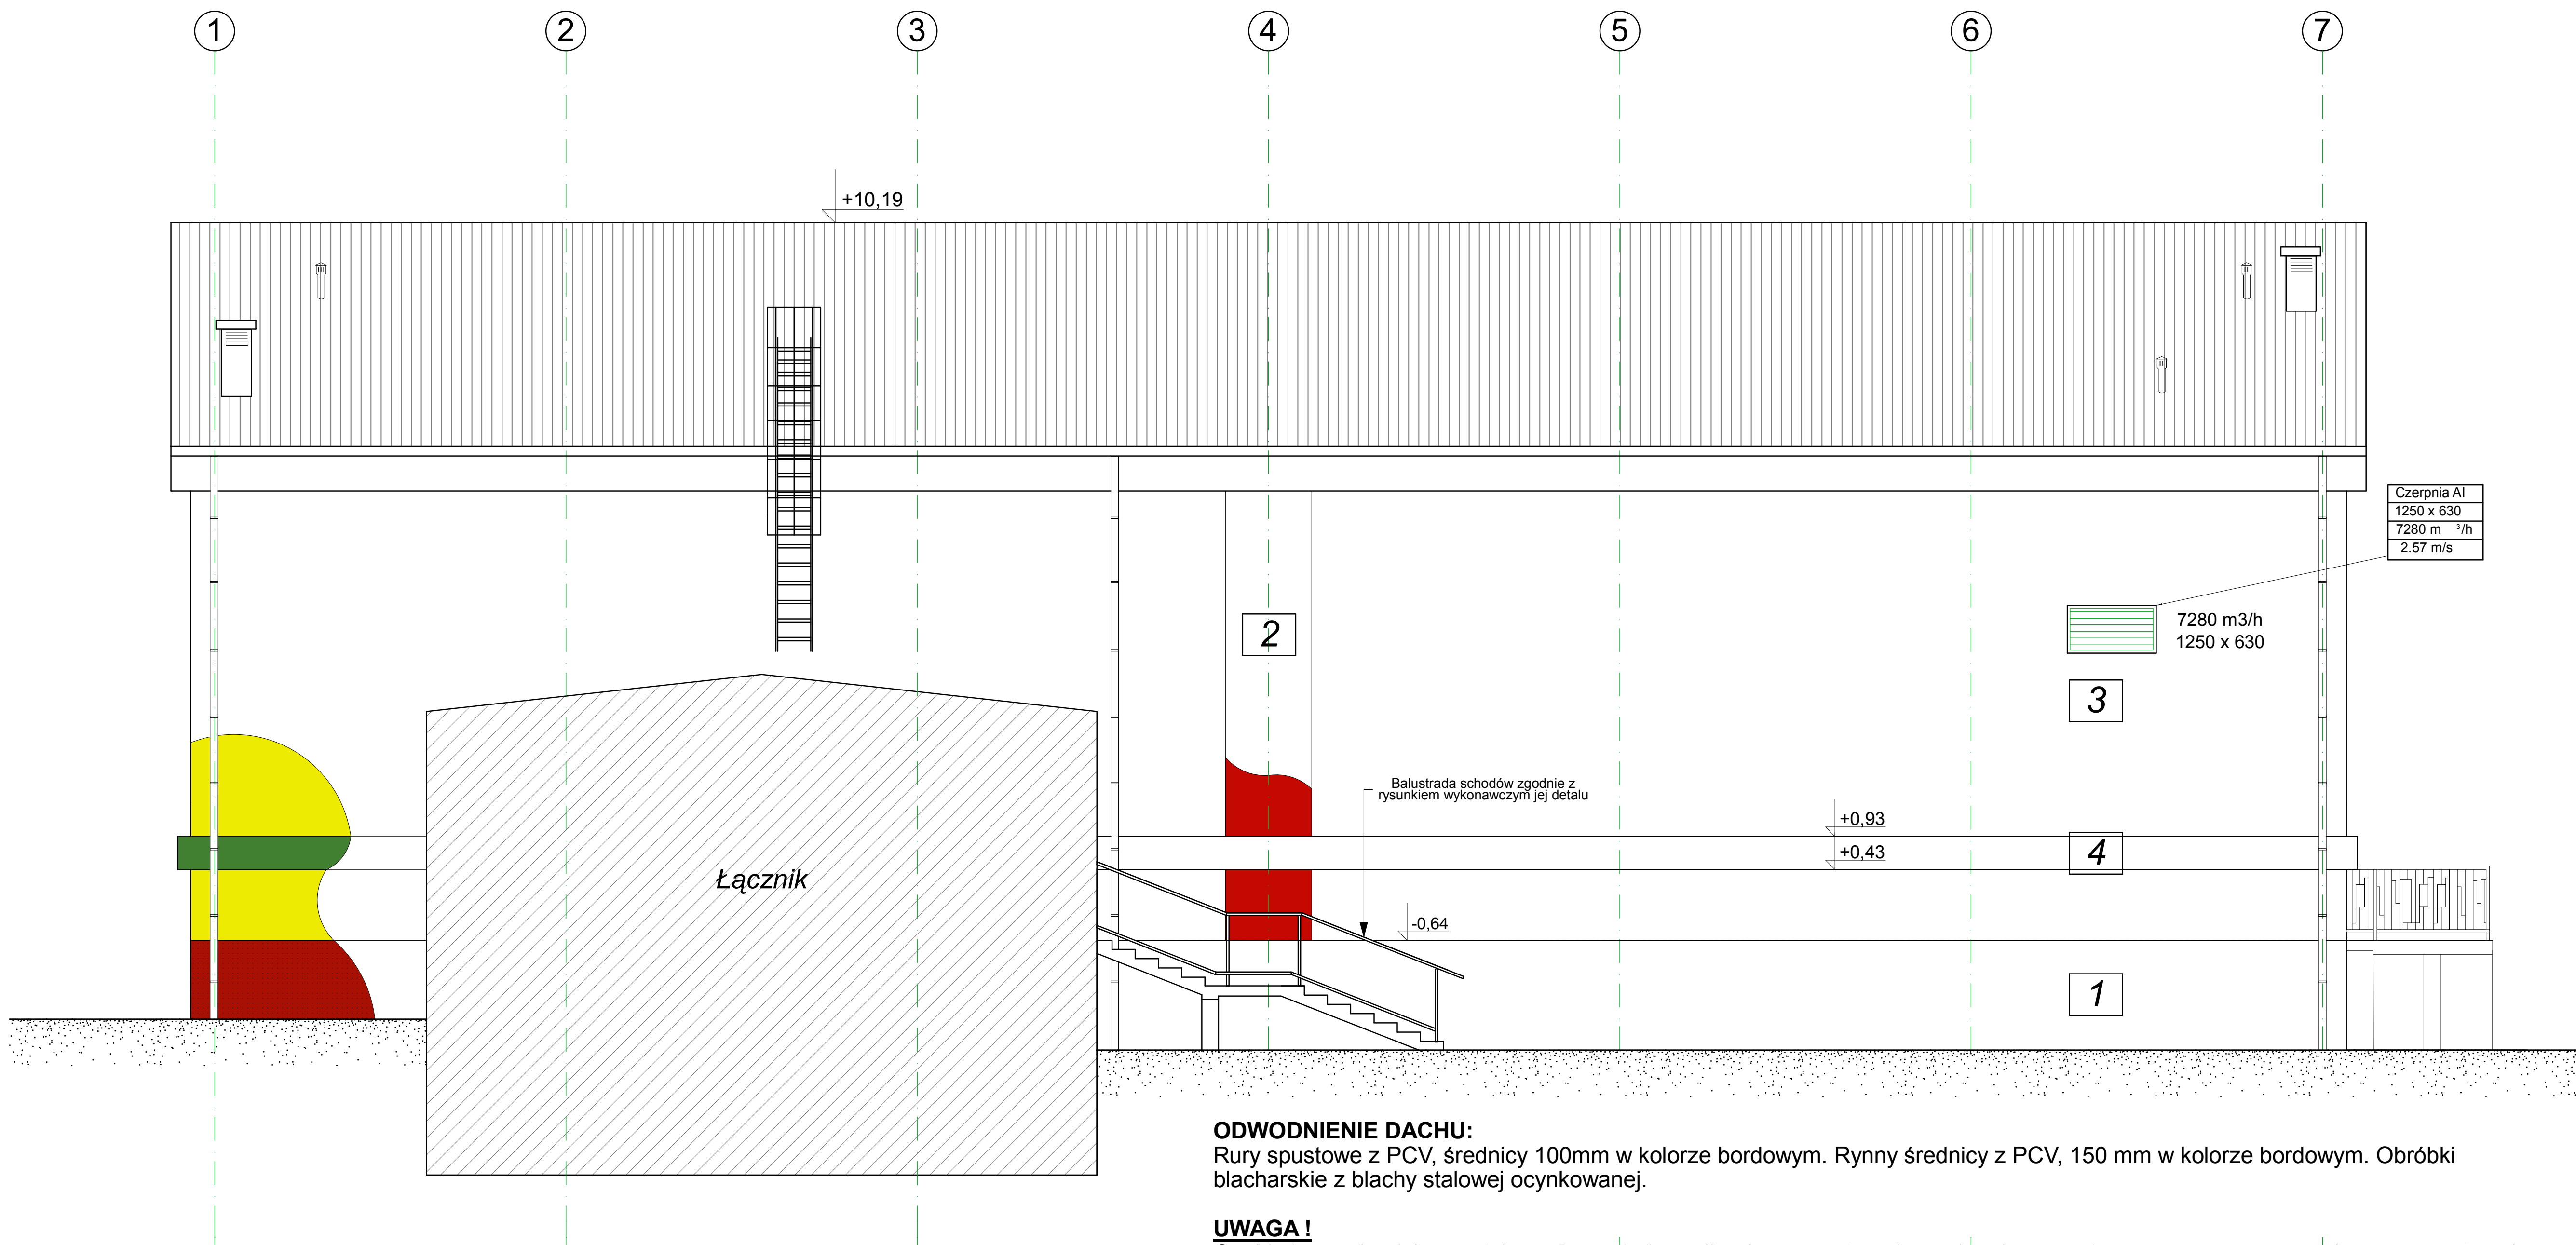 1 2 3 4 5 6 7
+10,19
Czerpnia AI
1250 x 630
7280 m ³/h
2.57 m/s
2
7280 m3/h
1250 x 630
3
Balustrada schodów zgodnie z
rysunkiem wykonawczym jej detalu
+0,93
+0,43
4
Łącznik
-0,64
1
ODWODNIENIE DACHU:
Rury spustowe z PCV, średnicy 100mm w kolorze bordowym. Rynny średnicy z PCV, 150 mm w kolorze bordowym. Obróbki
blacharskie z blachy stalowej ocynkowanej.
UWAGA !